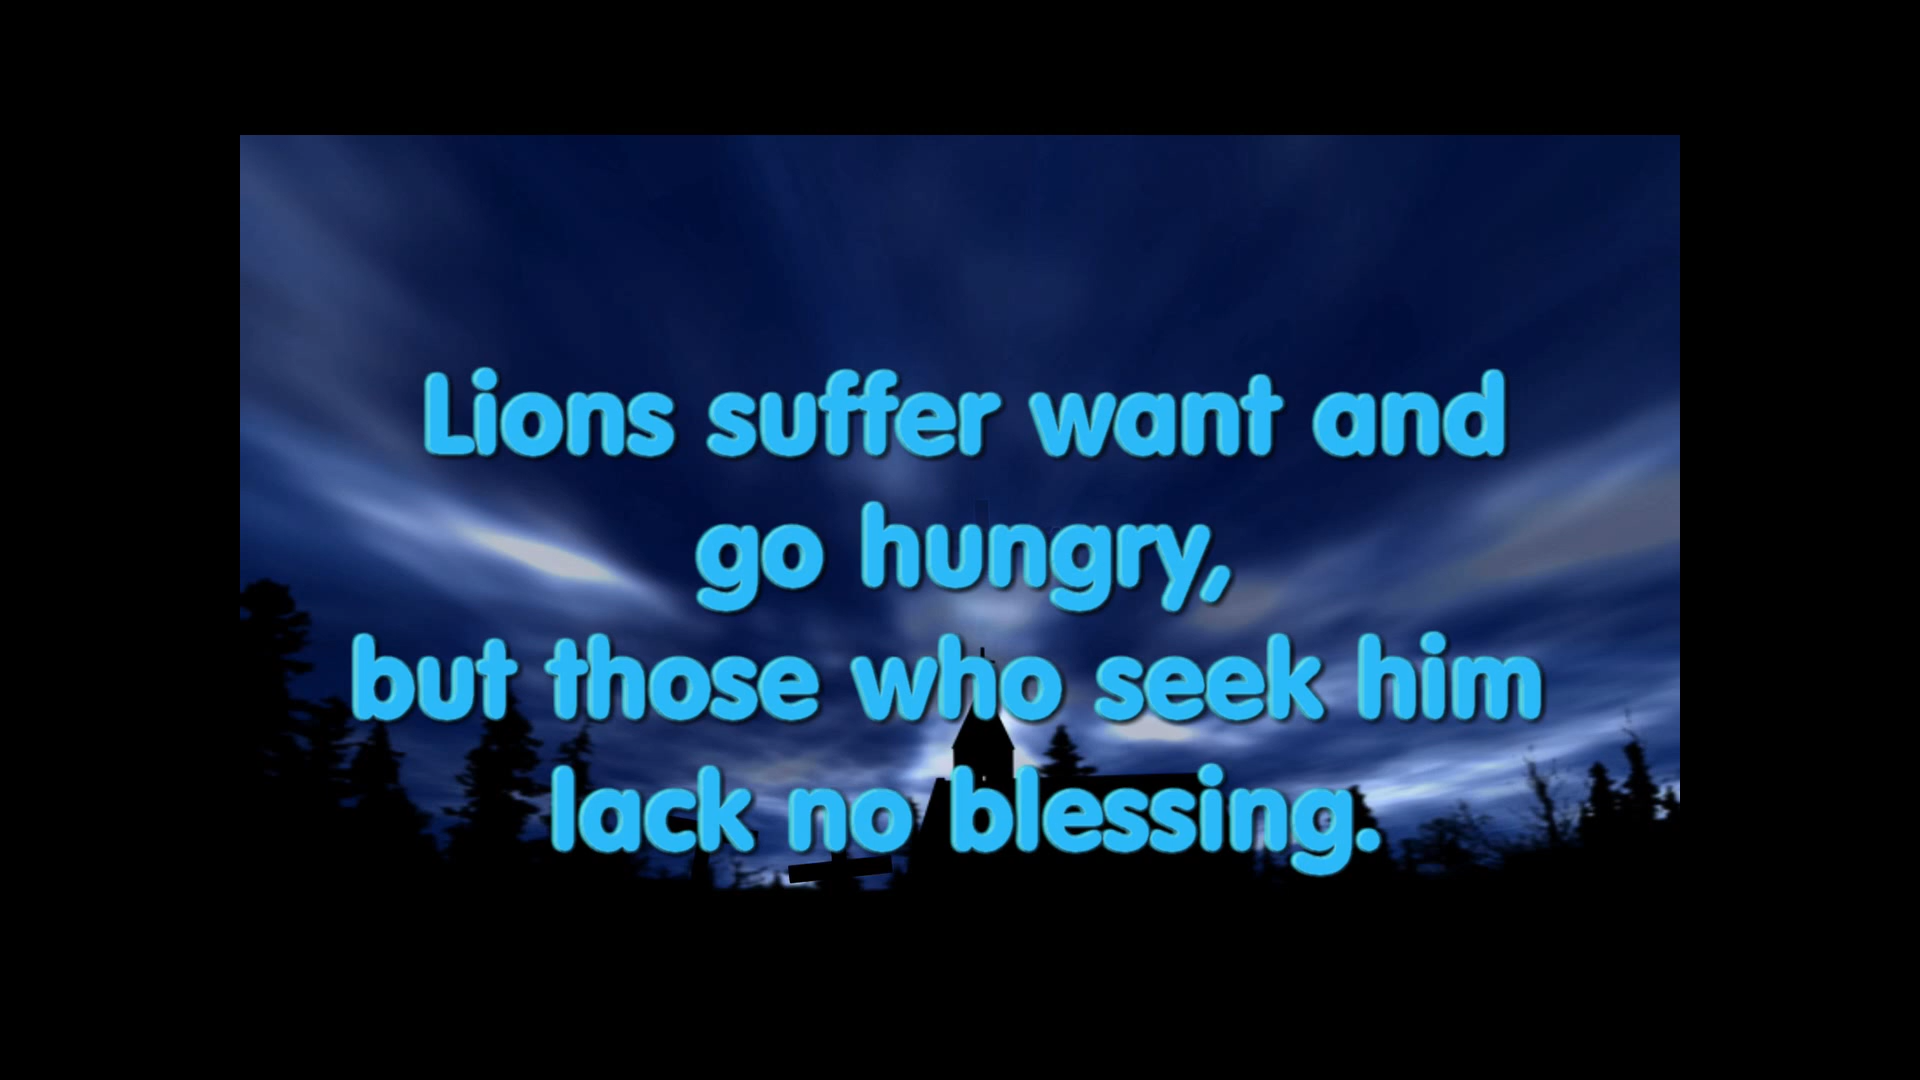 Lions suffer want and
go hungry,
but those who seek him
lack no blessing.